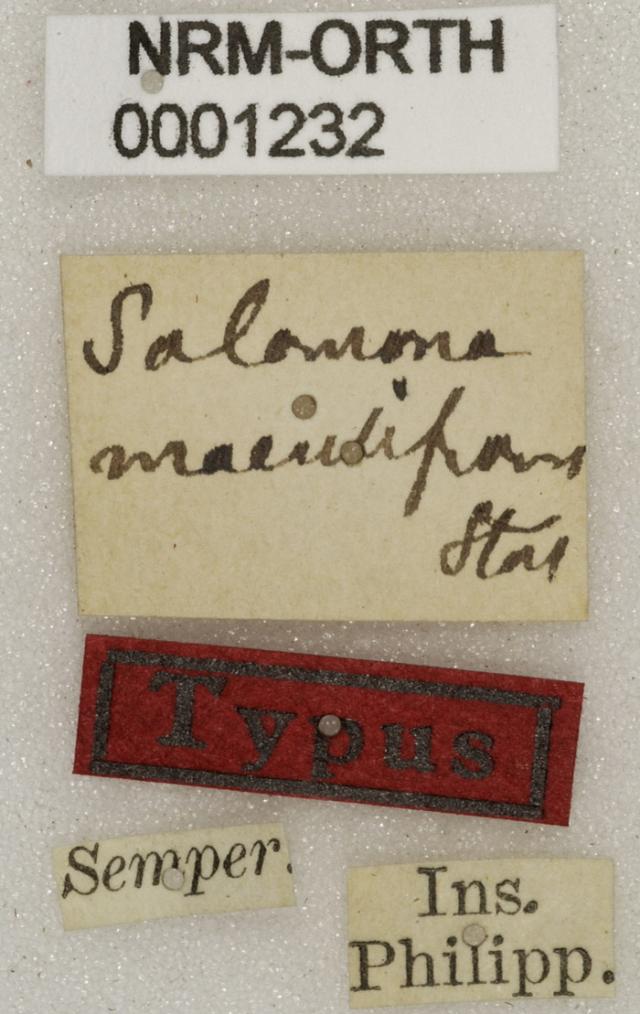 NRM-ORTH
0001232
Salomona
maculifrons
Stål
Typus
Semper.
Ins.
Philipp.